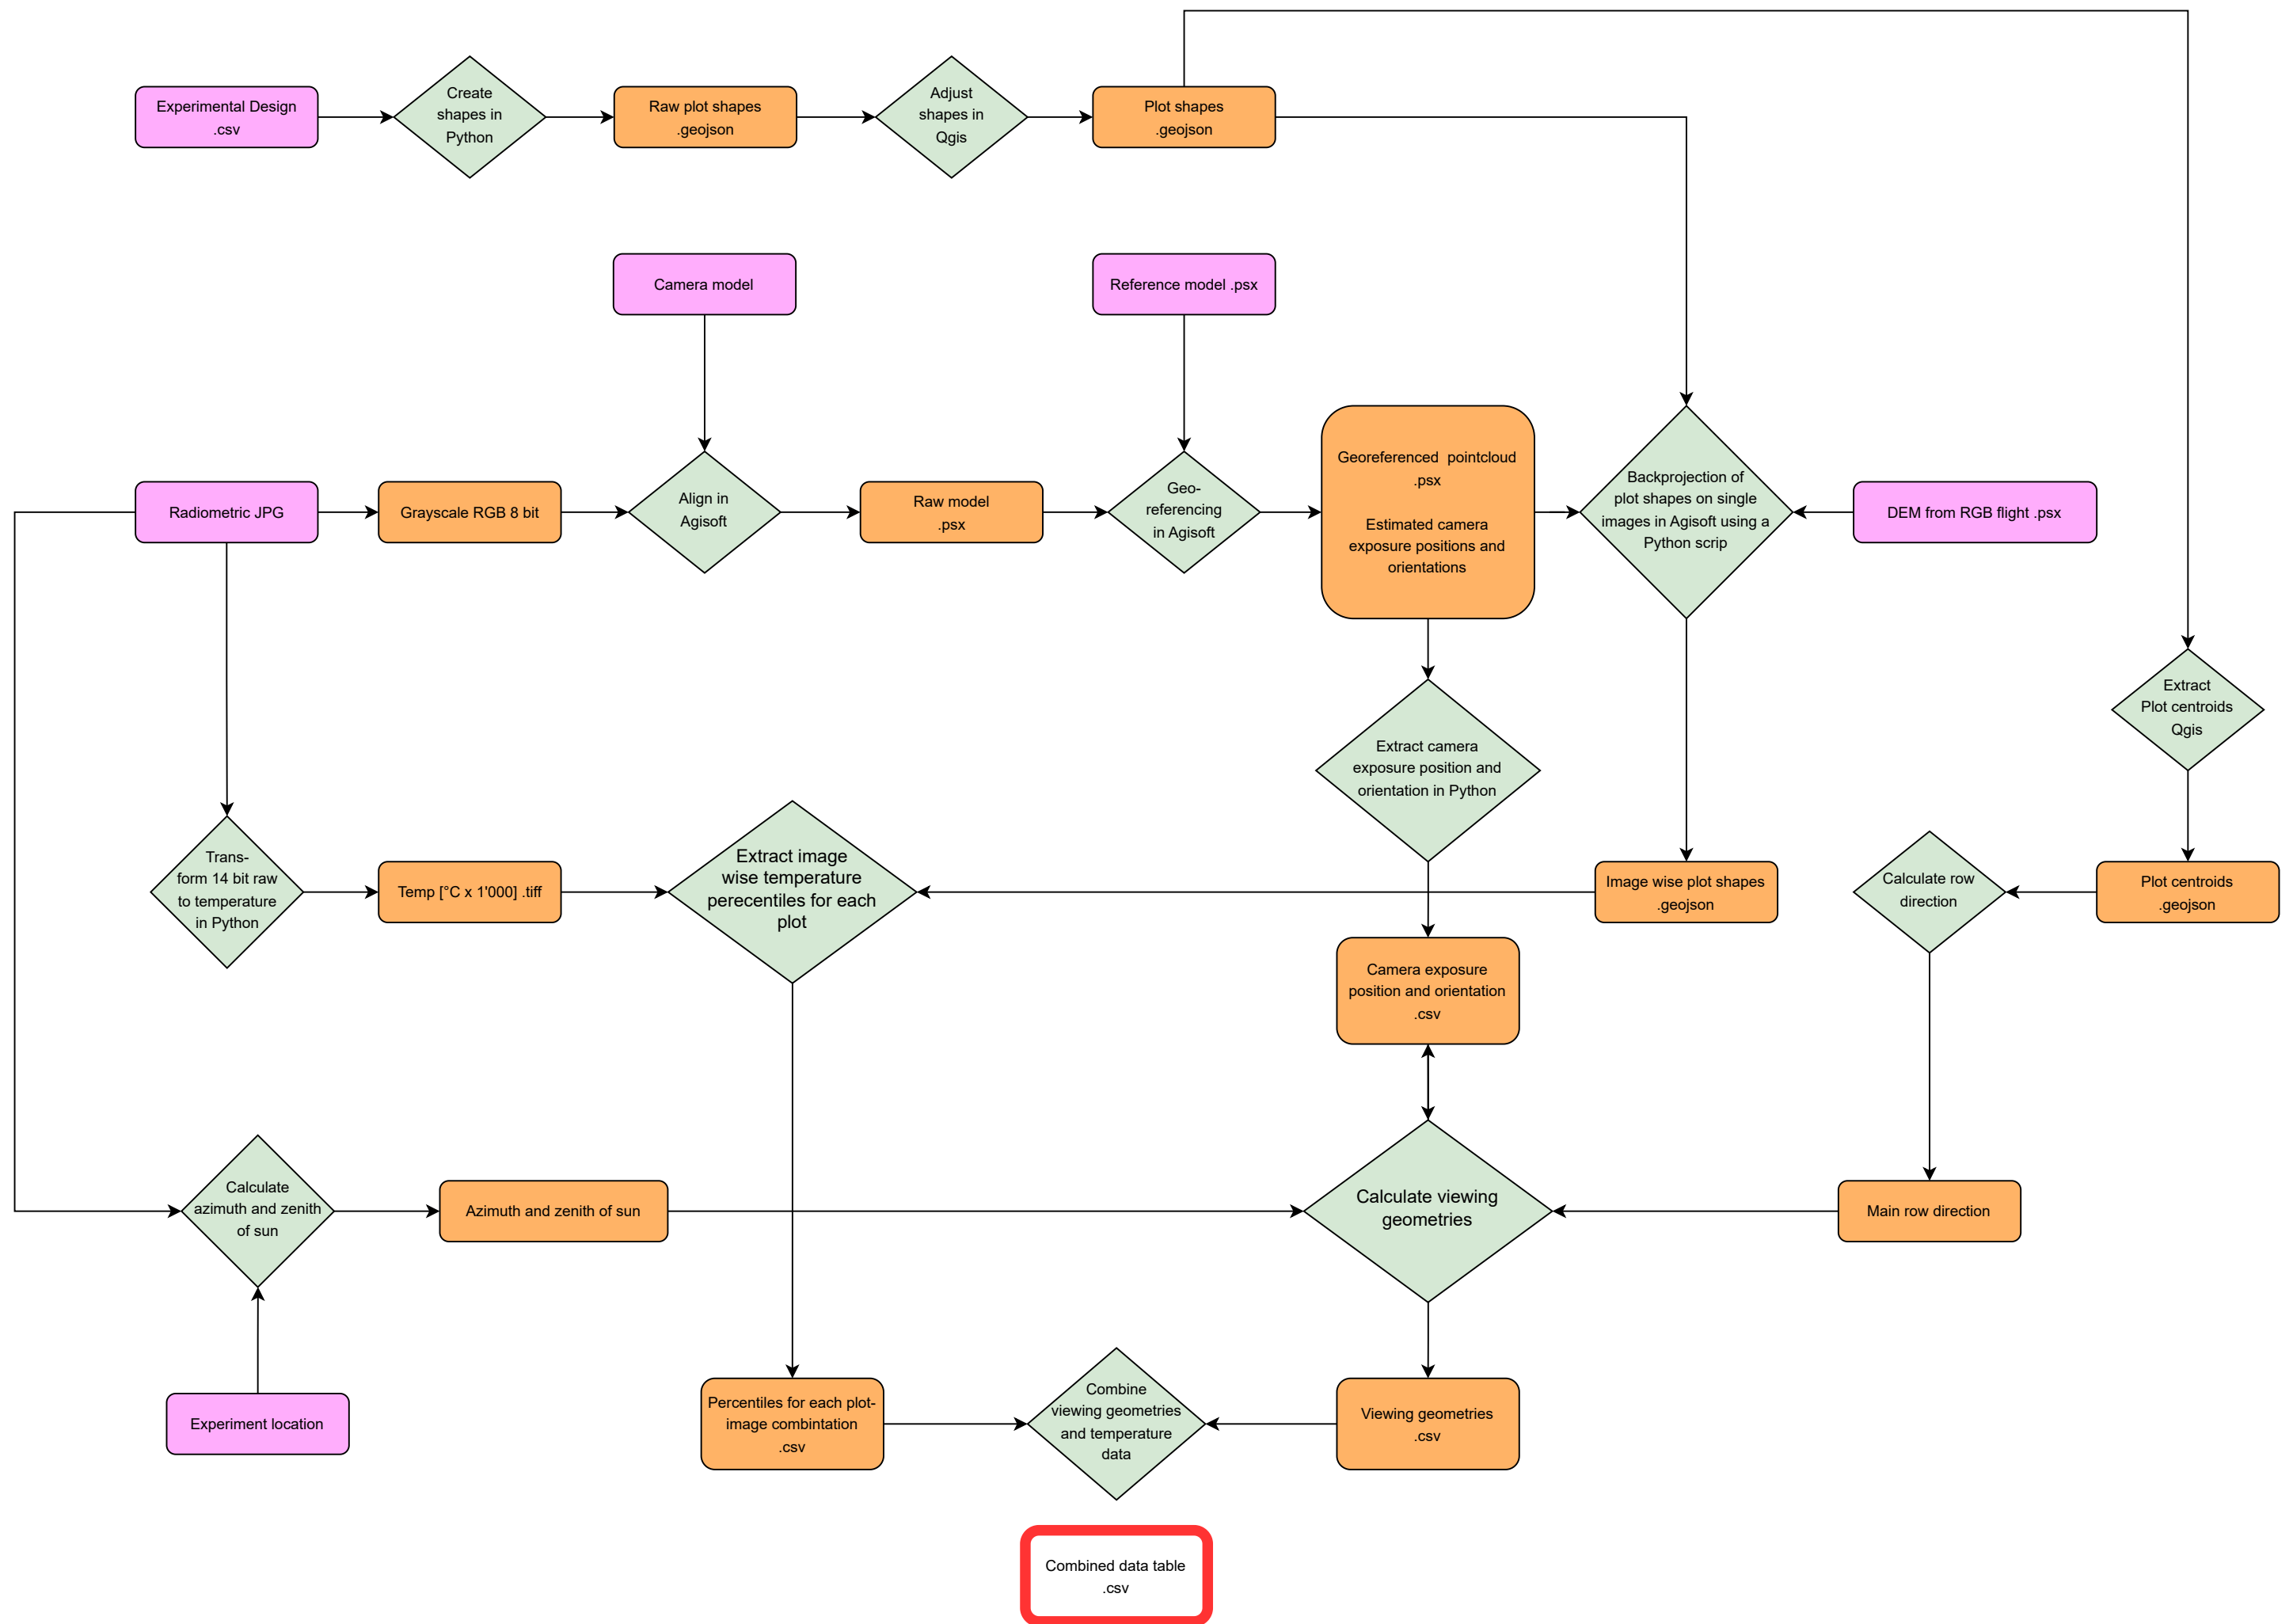 Experimental Design
.csv
Create
shapes in
Python
Raw plot shapes
.geojson
Adjust
shapes in
Qgis
Plot shapes
.geojson
Camera model
Reference model .psx
Radiometric JPG
Grayscale RGB 8 bit
Align in
Agisoft
Raw model
.psx
Geo-
referencing
in Agisoft
Georeferenced  pointcloud
.psx
Estimated camera
exposure positions and
orientations
Backprojection of
plot shapes on single
images in Agisoft using a
Python scrip
DEM from RGB flight .psx
Extract
Plot centroids
Qgis
Extract camera
exposure position and
orientation in Python
Trans-
form 14 bit raw
to temperature
in Python
Temp [°C x 1'000] .tiff
Extract image
wise temperature
perecentiles for each
plot
Image wise plot shapes
.geojson
Calculate row
direction
Plot centroids
.geojson
Camera exposure
position and orientation
.csv
Calculate
azimuth and zenith
of sun
Azimuth and zenith of sun
Calculate viewing
geometries
Main row direction
Experiment location
Percentiles for each plot-
image combintation
.csv
Combine
viewing geometries
and temperature
data
Viewing geometries
.csv
Combined data table
.csv